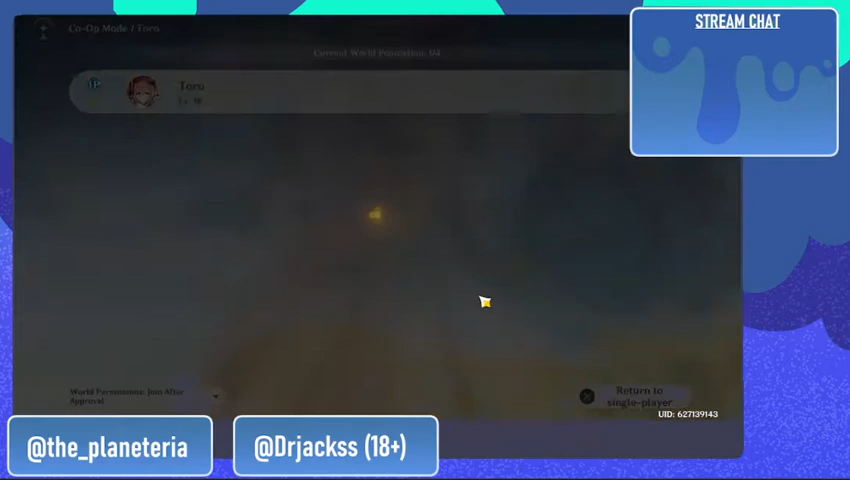 STREAM CHAT
Co-Op Mode / Toro
Current World Population: 1/4
1P
Toro
World Permissions: Join After
Approval
Return to
single-player
UID: 627139143
@the_planeteria
@Drjackss (18+)